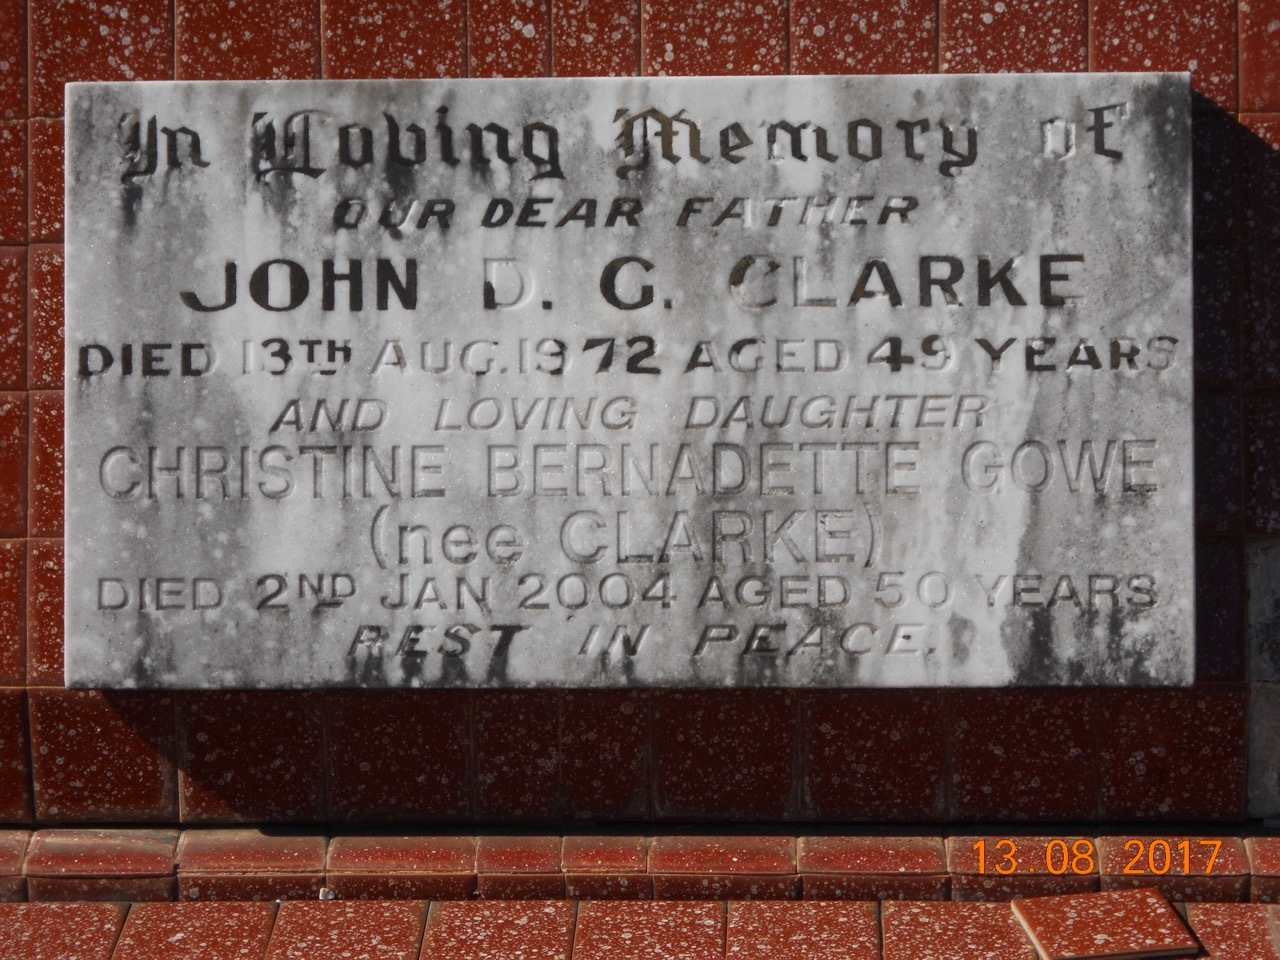 In Loving Memory of
OUR DEAR FATHER
JOHN D. G. CLARKE
DIED 13TH AUG. 1972 AGED 49 YEARS
AND LOVING DAUGHTER
CHRISTINE BERNADETTE GOWE
(nee CLARKE)
DIED 2ND JAN 2004 AGED 50 YEARS
REST IN PEACE.
13.08.2017